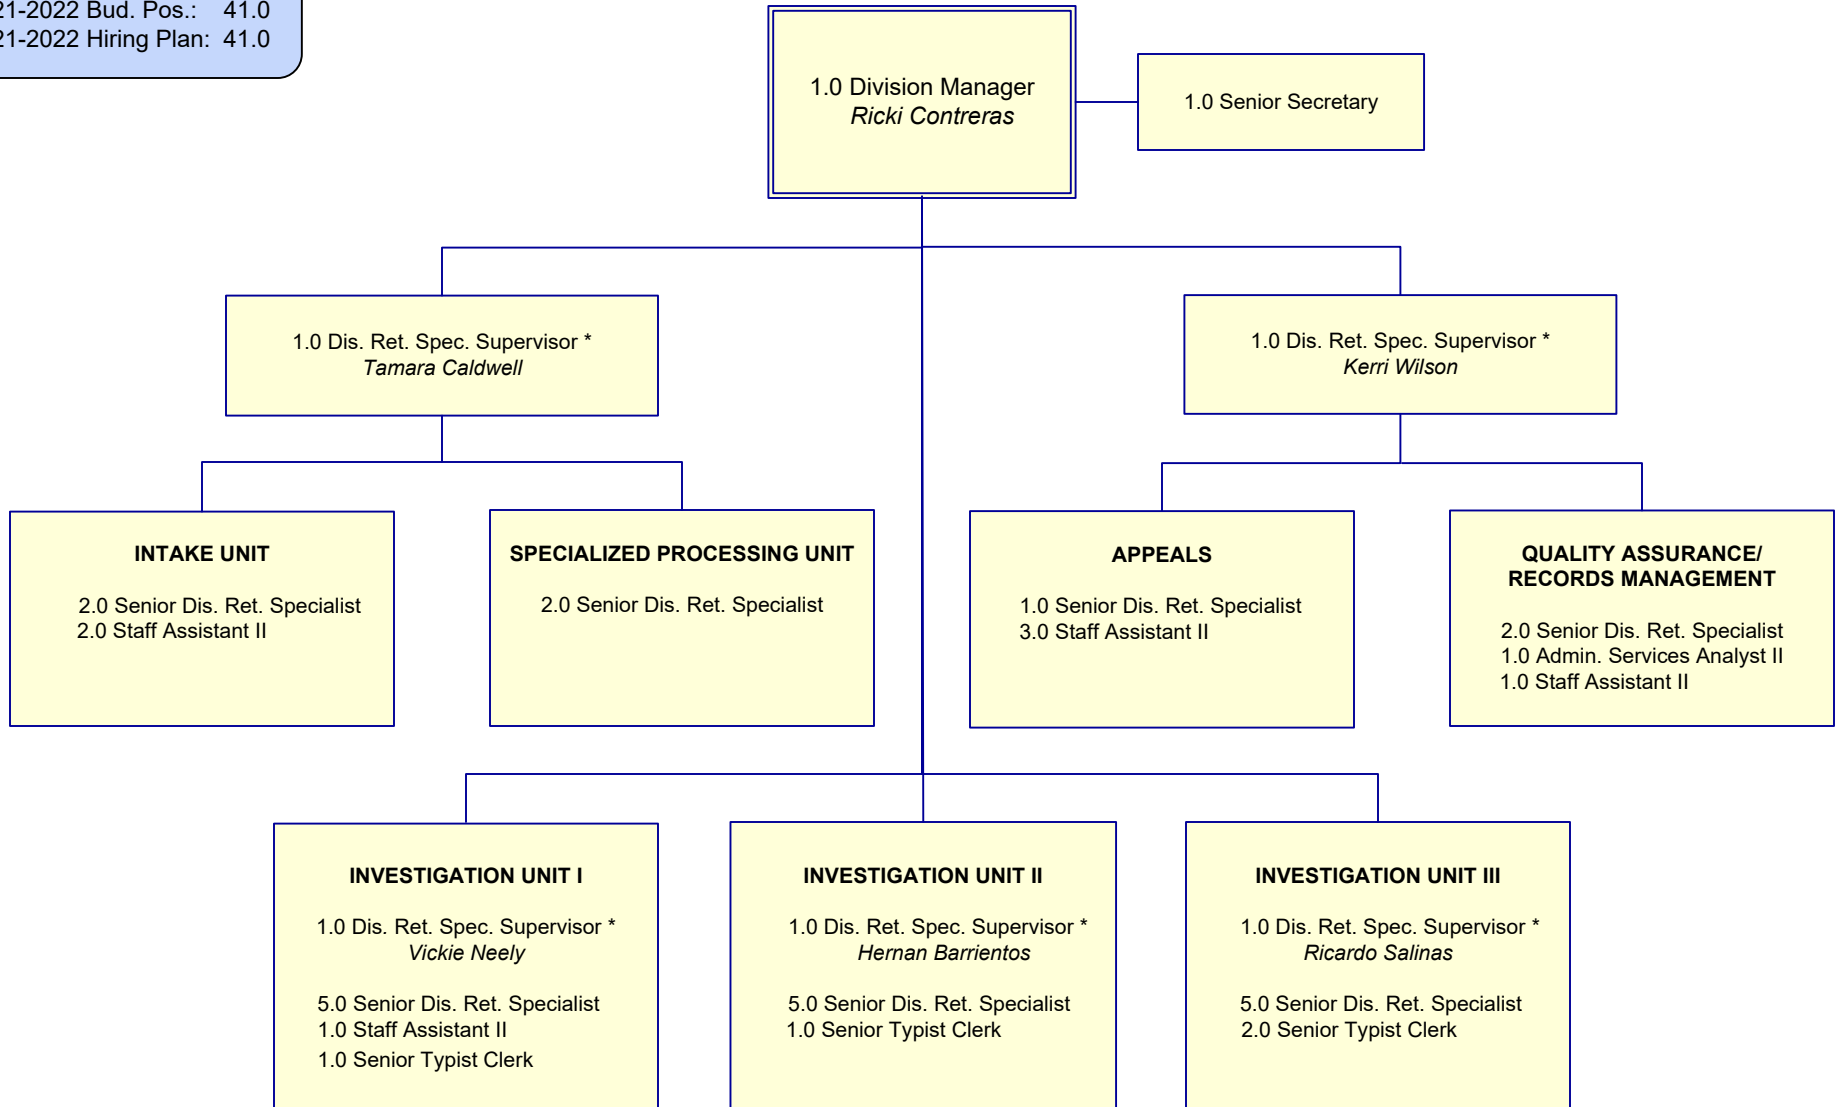 21-2022 Bud. Pos.: 41.0
21-2022 Hiring Plan: 41.0
1.0 Division Manager
Ricki Contreras
1.0 Senior Secretary
1.0 Dis. Ret. Spec. Supervisor *
Tamara Caldwell
1.0 Dis. Ret. Spec. Supervisor *
Kerri Wilson
INTAKE UNIT
2.0 Senior Dis. Ret. Specialist
2.0 Staff Assistant II
SPECIALIZED PROCESSING UNIT
2.0 Senior Dis. Ret. Specialist
APPEALS
1.0 Senior Dis. Ret. Specialist
3.0 Staff Assistant II
QUALITY ASSURANCE/
RECORDS MANAGEMENT
2.0 Senior Dis. Ret. Specialist
1.0 Admin. Services Analyst II
1.0 Staff Assistant II
INVESTIGATION UNIT I
1.0 Dis. Ret. Spec. Supervisor *
Vickie Neely
5.0 Senior Dis. Ret. Specialist
1.0 Staff Assistant II
1.0 Senior Typist Clerk
INVESTIGATION UNIT II
1.0 Dis. Ret. Spec. Supervisor *
Hernan Barrientos
5.0 Senior Dis. Ret. Specialist
1.0 Senior Typist Clerk
INVESTIGATION UNIT III
1.0 Dis. Ret. Spec. Supervisor *
Ricardo Salinas
5.0 Senior Dis. Ret. Specialist
2.0 Senior Typist Clerk